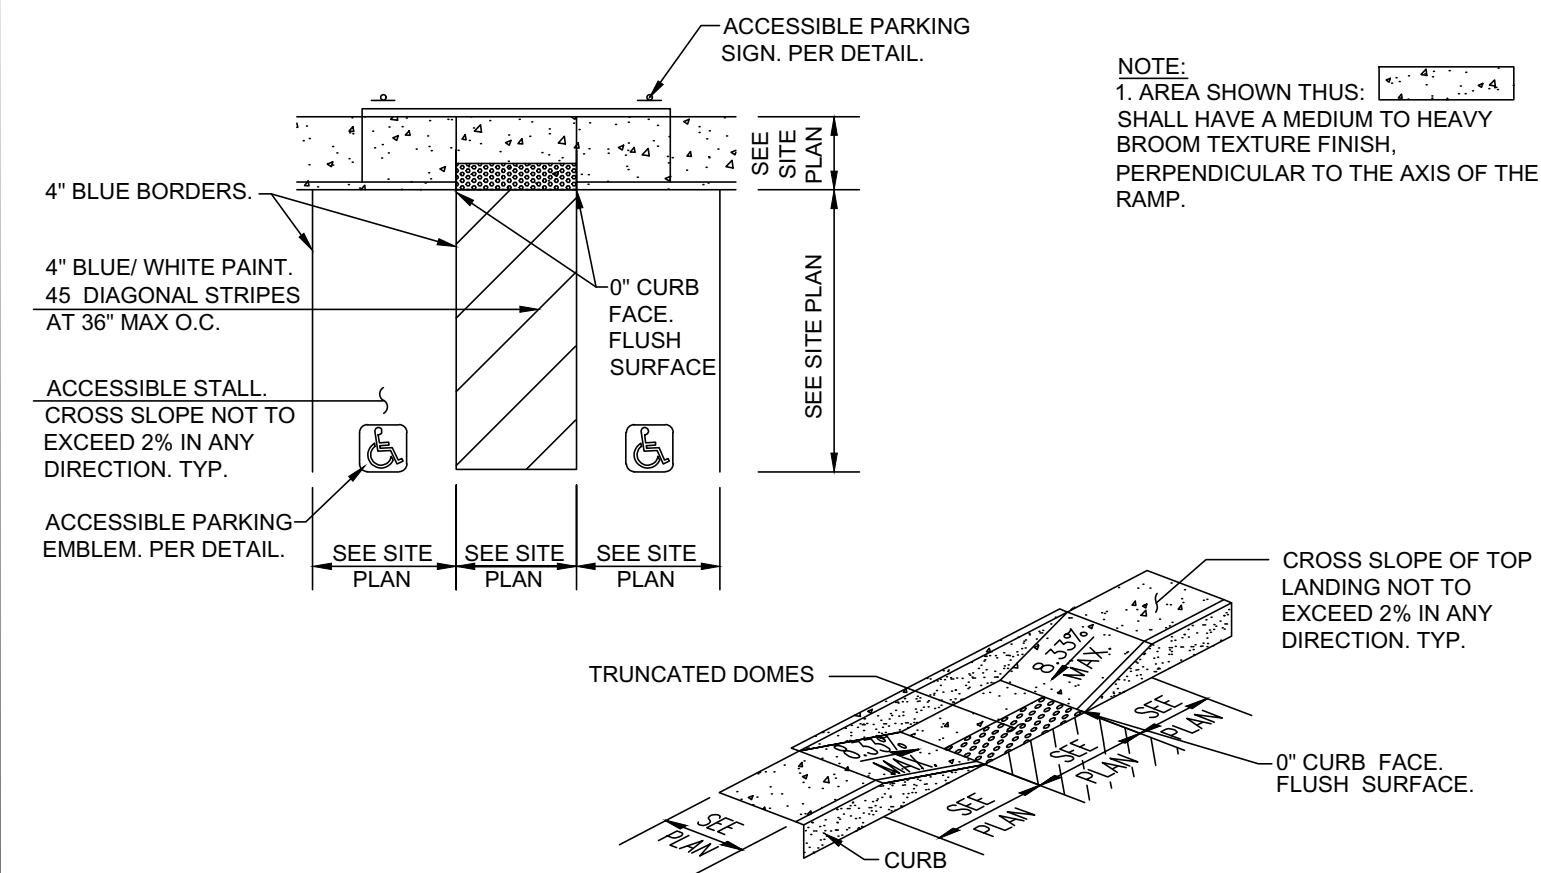 ACCESSIBLE PARKING
SIGN. PER DETAIL.
NOTE:
1. AREA SHOWN THUS:
SHALL HAVE A MEDIUM TO HEAVY
BROOM TEXTURE FINISH,
PERPENDICULAR TO THE AXIS OF THE
RAMP.
SEE
SITE
PLAN
4" BLUE BORDERS.
4" BLUE/ WHITE PAINT.
45 DIAGONAL STRIPES
AT 36" MAX O.C.
0" CURB
FACE.
FLUSH
SURFACE
SEE SITE PLAN
ACCESSIBLE STALL.
CROSS SLOPE NOT TO
EXCEED 2% IN ANY
DIRECTION. TYP.
ACCESSIBLE PARKING
EMBLEM. PER DETAIL.
SEE SITE
PLAN
SEE SITE
PLAN
SEE SITE
PLAN
CROSS SLOPE OF TOP
LANDING NOT TO
EXCEED 2% IN ANY
DIRECTION. TYP.
TRUNCATED DOMES
8.33%
MAX
8.33%
MAX
SEE
PLAN
SEE
PLAN
SEE
PLAN
SEE
PLAN
0" CURB FACE.
FLUSH SURFACE.
CURB